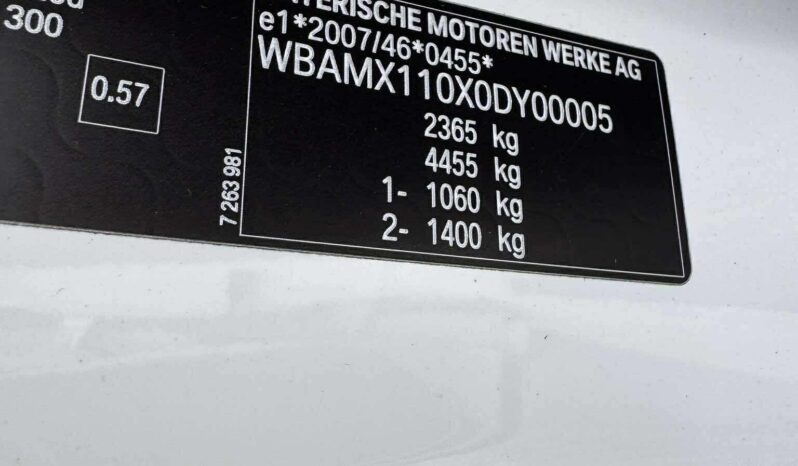 300
0.57
7 263 981
BAYERISCHE MOTOREN WERKE AG
e1*2007/46*0455*
WBAMX110X0DY00005
2365 kg
4455 kg
1- 1060 kg
2- 1400 kg